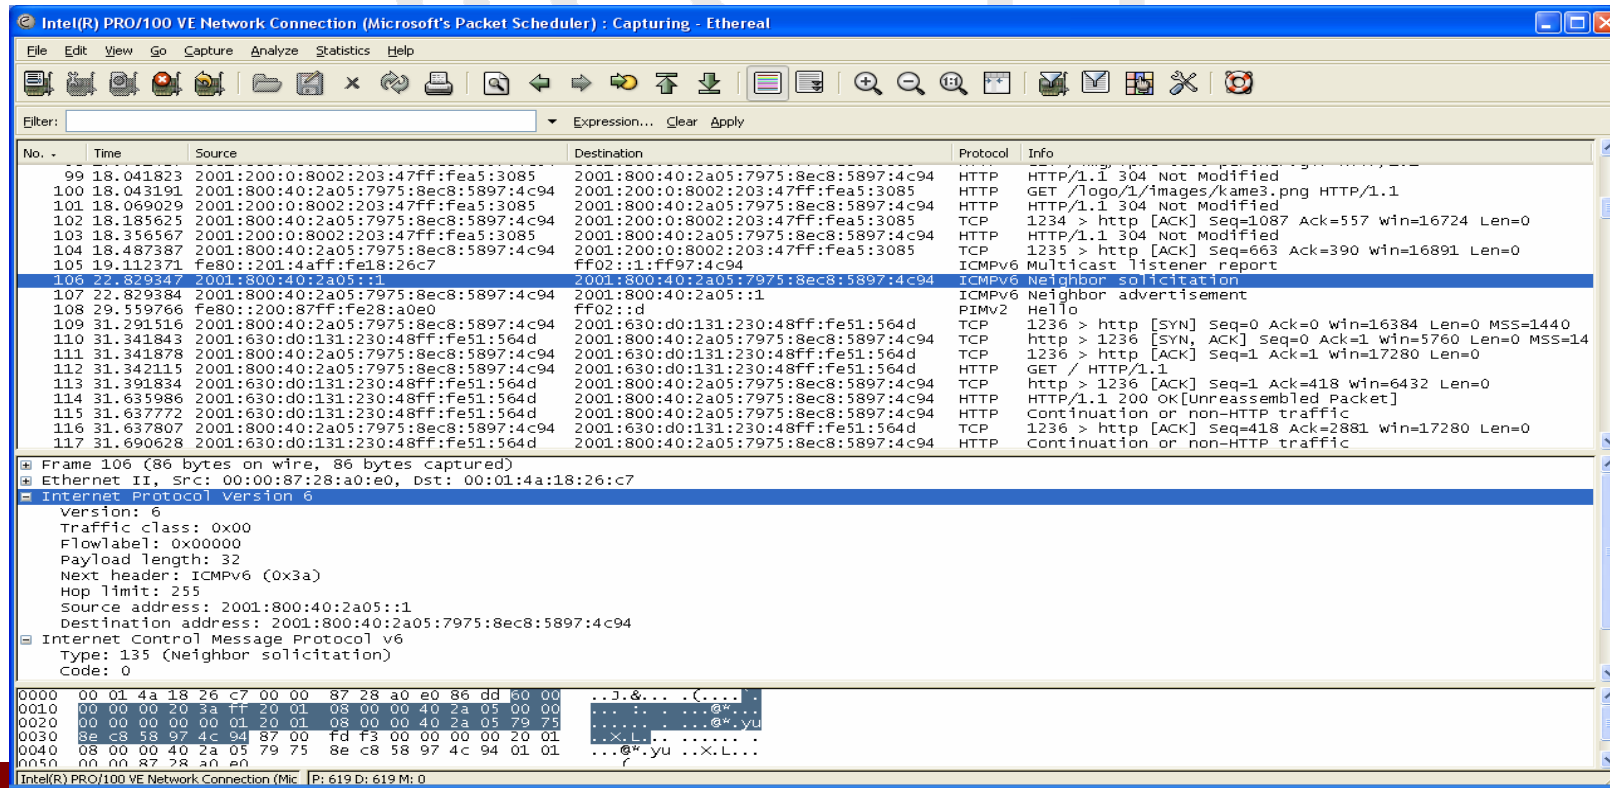 Intel(R) PRO/100 VE Network Connection (Microsoft's Packet Scheduler) : Capturing - Ethereal
File Edit View Go Capture Analyze Statistics Help
Filter: Expression... Clear Apply
No. Time Source Destination Protocol Info
99 18.041823 2001:200:0:8002:203:47ff:fea5:3085 2001:800:40:2a05:7975:8ec8:5897:4c94 HTTP HTTP/1.1 304 Not Modified
100 18.043191 2001:800:40:2a05:7975:8ec8:5897:4c94 2001:200:0:8002:203:47ff:fea5:3085 HTTP GET /logo/1/images/kame3.png HTTP/1.1
101 18.069029 2001:200:0:8002:203:47ff:fea5:3085 2001:800:40:2a05:7975:8ec8:5897:4c94 HTTP HTTP/1.1 304 Not Modified
102 18.185625 2001:800:40:2a05:7975:8ec8:5897:4c94 2001:200:0:8002:203:47ff:fea5:3085 TCP 1234 > http [ACK] Seq=1087 Ack=557 Win=16724 Len=0
103 18.356567 2001:200:0:8002:203:47ff:fea5:3085 2001:800:40:2a05:7975:8ec8:5897:4c94 HTTP HTTP/1.1 304 Not Modified
104 18.487387 2001:800:40:2a05:7975:8ec8:5897:4c94 2001:200:0:8002:203:47ff:fea5:3085 TCP 1235 > http [ACK] Seq=663 Ack=390 Win=16891 Len=0
105 19.112371 fe80::201:4aff:fe18:26c7 ff02::1:ff97:4c94 ICMPv6 Multicast listener report
106 22.829347 2001:800:40:2a05::1 2001:800:40:2a05:7975:8ec8:5897:4c94 ICMPv6 Neighbor solicitation
107 22.829384 2001:800:40:2a05:7975:8ec8:5897:4c94 2001:800:40:2a05::1 ICMPv6 Neighbor advertisement
108 29.559766 fe80::200:87ff:fe28:a0e0 ff02::d PIMv2 Hello
109 31.291516 2001:800:40:2a05:7975:8ec8:5897:4c94 2001:630:d0:131:230:48ff:fe51:564d TCP 1236 > http [SYN] Seq=0 Ack=0 Win=16384 Len=0 MSS=1440
110 31.341843 2001:630:d0:131:230:48ff:fe51:564d 2001:800:40:2a05:7975:8ec8:5897:4c94 TCP http > 1236 [SYN, ACK] Seq=0 Ack=1 Win=5760 Len=0 MSS=14
111 31.341878 2001:800:40:2a05:7975:8ec8:5897:4c94 2001:630:d0:131:230:48ff:fe51:564d TCP 1236 > http [ACK] Seq=1 Ack=1 Win=17280 Len=0
112 31.342115 2001:800:40:2a05:7975:8ec8:5897:4c94 2001:630:d0:131:230:48ff:fe51:564d HTTP GET / HTTP/1.1
113 31.391834 2001:630:d0:131:230:48ff:fe51:564d 2001:800:40:2a05:7975:8ec8:5897:4c94 TCP http > 1236 [ACK] Seq=1 Ack=418 Win=6432 Len=0
114 31.635986 2001:630:d0:131:230:48ff:fe51:564d 2001:800:40:2a05:7975:8ec8:5897:4c94 HTTP HTTP/1.1 200 OK[Unreassembled Packet]
115 31.637772 2001:630:d0:131:230:48ff:fe51:564d 2001:800:40:2a05:7975:8ec8:5897:4c94 HTTP Continuation or non-HTTP traffic
116 31.637807 2001:800:40:2a05:7975:8ec8:5897:4c94 2001:630:d0:131:230:48ff:fe51:564d TCP 1236 > http [ACK] Seq=418 Ack=2881 Win=17280 Len=0
117 31.690628 2001:630:d0:131:230:48ff:fe51:564d 2001:800:40:2a05:7975:8ec8:5897:4c94 HTTP Continuation or non-HTTP traffic
Frame 106 (86 bytes on wire, 86 bytes captured)
Ethernet II, Src: 00:00:87:28:a0:e0, Dst: 00:01:4a:18:26:c7
Internet Protocol Version 6
Version: 6
Traffic class: 0x00
Flowlabel: 0x00000
Payload length: 32
Next header: ICMPv6 (0x3a)
Hop limit: 255
Source address: 2001:800:40:2a05::1
Destination address: 2001:800:40:2a05:7975:8ec8:5897:4c94
Internet Control Message Protocol v6
Type: 135 (Neighbor solicitation)
Code: 0
0000 00 01 4a 18 26 c7 00 00 87 28 a0 e0 86 dd 60 00 ..J.&... .(....`.
0010 00 00 00 20 3a ff 20 01 08 00 00 40 2a 05 00 00 ... :. . ...@*...
0020 00 00 00 00 00 01 20 01 08 00 00 40 2a 05 79 75 ...... . ...@*.yu
0030 8e c8 58 97 4c 94 87 00 fd f3 00 00 00 00 20 01 ..X.L... ...... .
0040 08 00 00 40 2a 05 79 75 8e c8 58 97 4c 94 01 01 ...@*.yu ..X.L...
0050 00 00 87 28 a0 e0
Intel(R) PRO/100 VE Network Connection (Mic P: 619 D: 619 M: 0